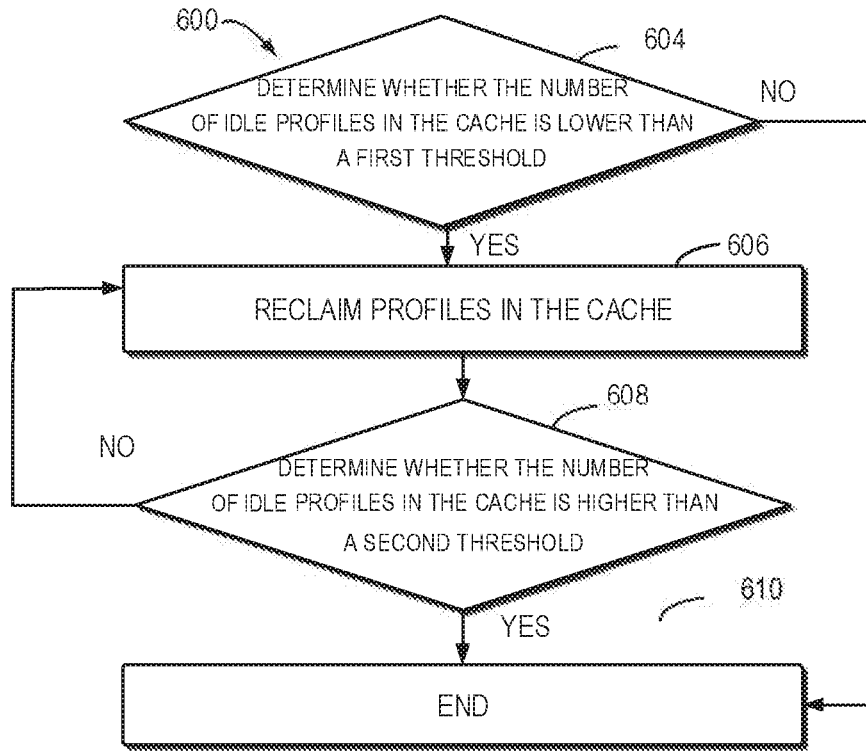 600
604
DETERMINE WHETHER THE NUMBER
OF IDLE PROFILES IN THE CACHE IS LOWER THAN
A FIRST THRESHOLD
NO
YES
606
RECLAIM PROFILES IN THE CACHE
608
NO
DETERMINE WHETHER THE NUMBER
OF IDLE PROFILES IN THE CACHE IS HIGHER THAN
A SECOND THRESHOLD
610
YES
END